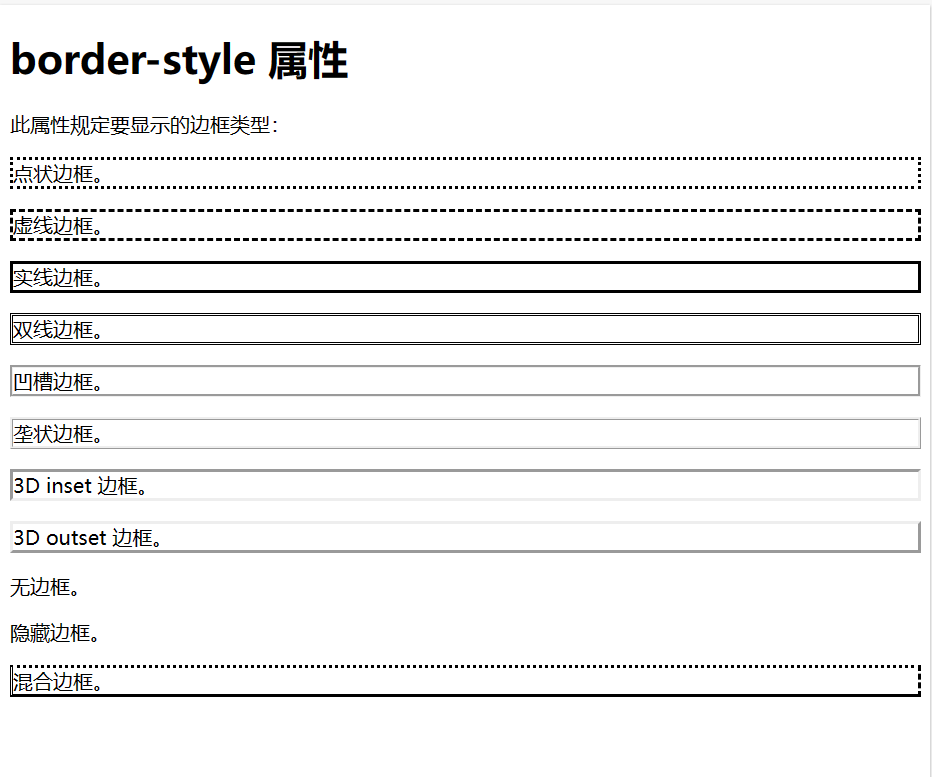 border-style 属性
此属性规定要显示的边框类型：
点状边框。
虚线边框。
实线边框。
双线边框。
凹槽边框。
垄状边框。
3D inset 边框。
3D outset 边框。
无边框。
隐藏边框。
混合边框。